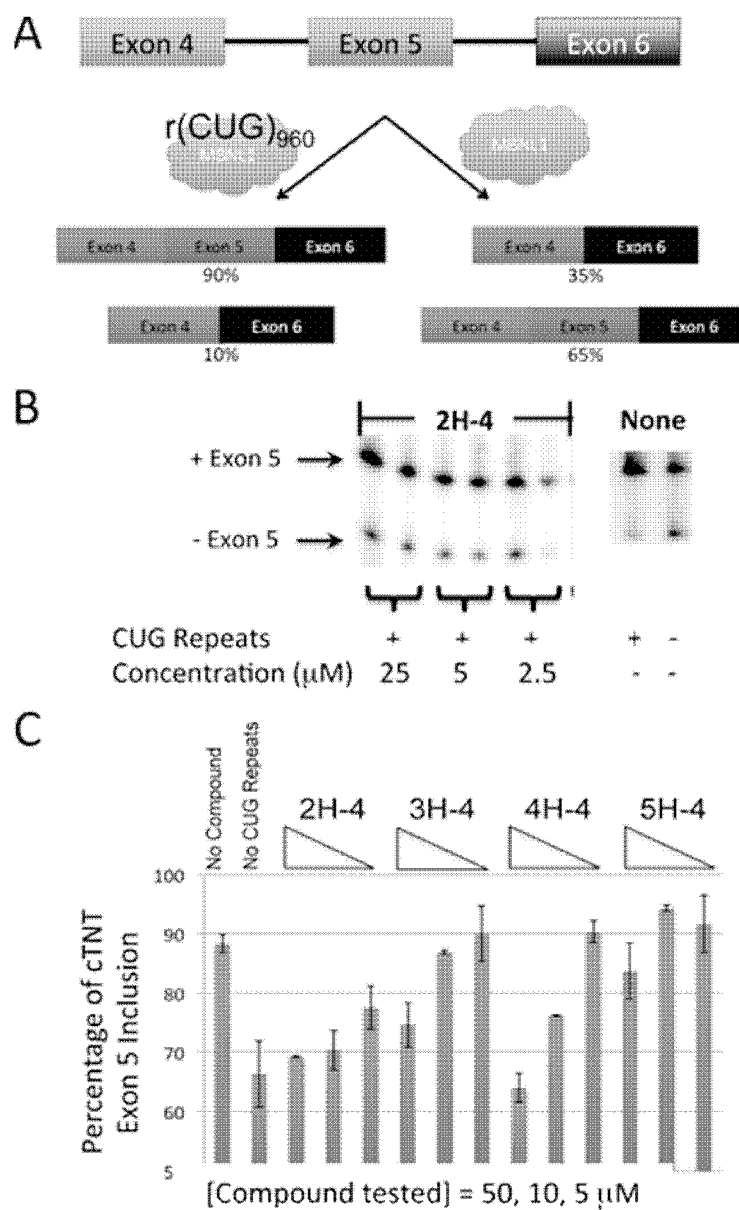 A
Exon 4 Exon 5 Exon 6
r(CUG)960
MBNL1 MBNL1
Exon 4 Exon 5 Exon 6 Exon 4 Exon 6
90% 35%
Exon 4 Exon 6 Exon 4 Exon 5 Exon 6
10% 65%
B
2H-4 None
+ Exon 5
- Exon 5
CUG Repeats + + + + -
Concentration (µM) 25 5 2.5 - -
C
No Compound
No CUG Repeats
2H-4 3H-4 4H-4 5H-4
Percentage of cTNT
Exon 5 Inclusion
100
90
80
70
60
5
[Compound tested] = 50, 10, 5 µM